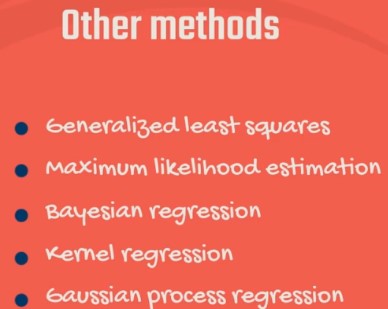 Other methods
Generalized least squares
Maximum likelihood estimation
Bayesian regression
Kernel regression
Gaussian process regression